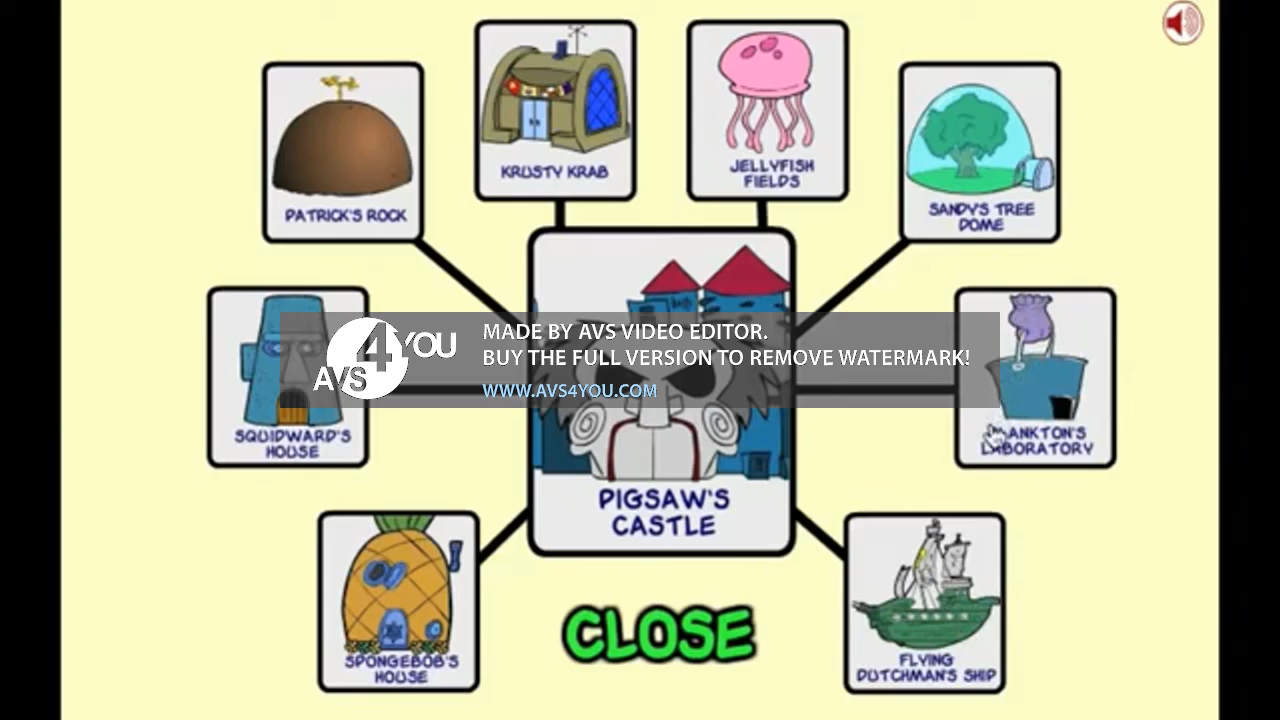 KRUSTY KRAB
JELLYFISH
FIELDS
PATRICK'S ROCK
SANDY'S TREE
DOME
AVS4YOU
MADE BY AVS VIDEO EDITOR.
BUY THE FULL VERSION TO REMOVE WATERMARK!
WWW.AVS4YOU.COM
SQUIDWARD'S
HOUSE
ANKTON'S
LABORATORY
PIGSAW'S
CASTLE
SPONGEBOB'S
HOUSE
CLOSE
FLYING
DUTCHMAN'S SHIP